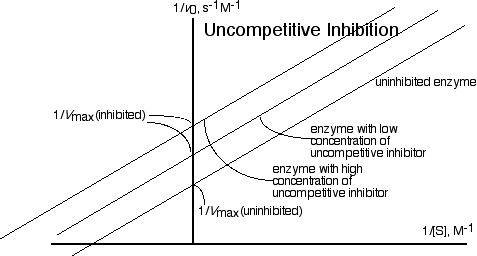 1/v0, s-1M-1
Uncompetitive Inhibition
uninhibited enzyme
1/Vmax(inhibited)
enzyme with low
concentration of
uncompetitive inhibitor
enzyme with high
concentration of
uncompetitive inhibitor
1/Vmax(uninhibited)
1/[S], M-1